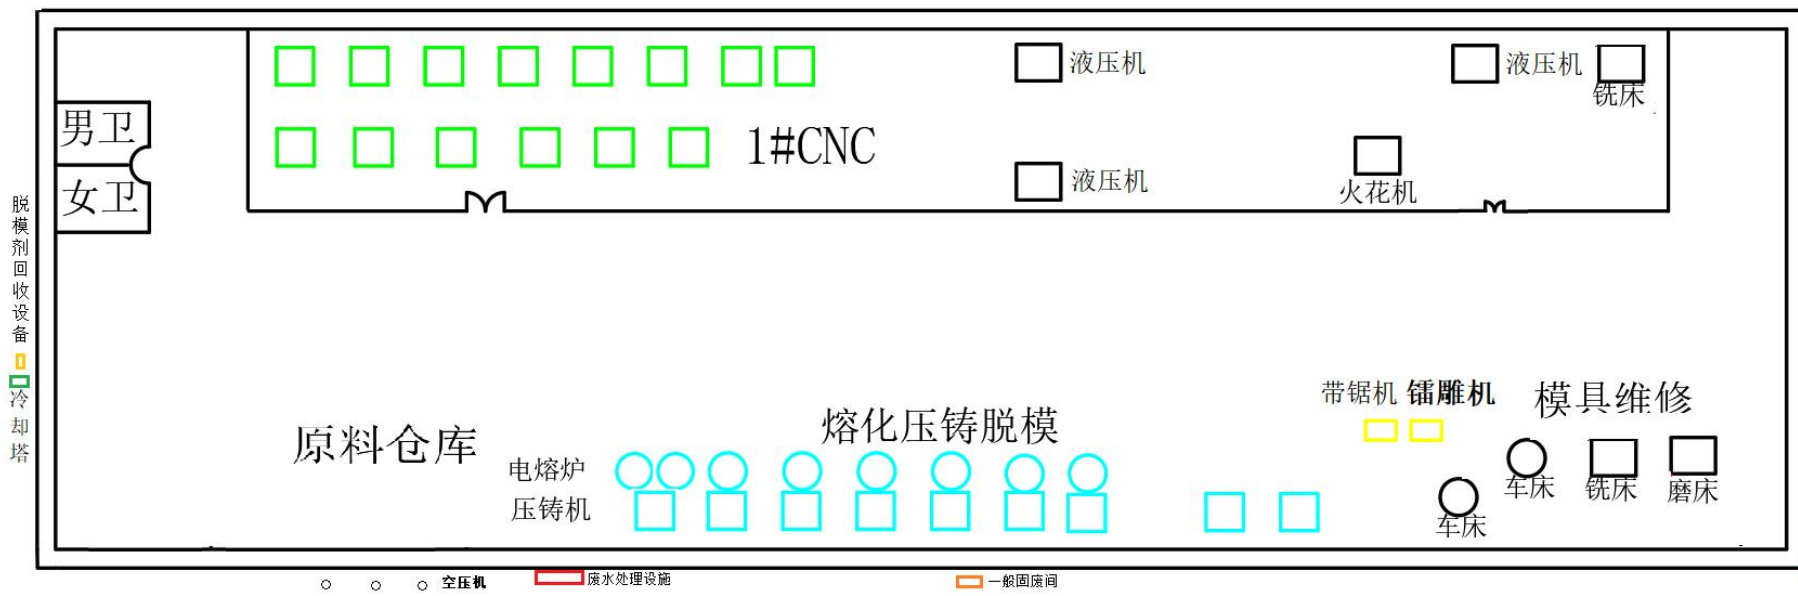 液压机
液压机
铣床
男卫
1#CNC
女卫
液压机
火花机
脱模剂回收设备
冷却塔
带锯机
镭雕机
模具维修
原料仓库
熔化压铸脱模
电熔炉
压铸机
车床
铣床
磨床
车床
空压机
废水处理设施
一般固废间